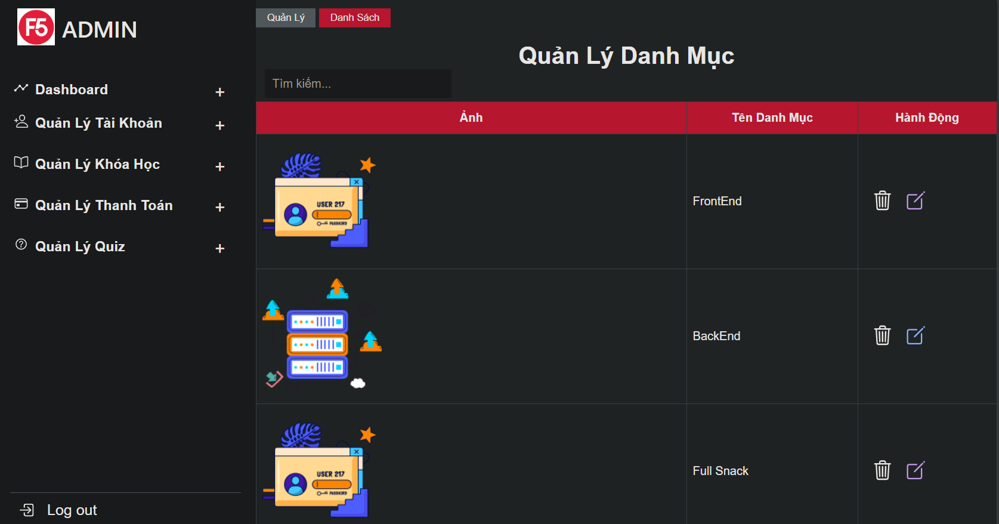 F5 ADMIN
Dashboard +
Quản Lý Tài Khoản +
Quản Lý Khóa Học +
Quản Lý Thanh Toán +
Quản Lý Quiz +
Log out
Quản Lý Danh Sách
Quản Lý Danh Mục
Tìm kiếm...
Ảnh Tên Danh Mục Hành Động
USER 217
PASSWORD
FrontEnd
BackEnd
USER 217
PASSWORD
Full Snack